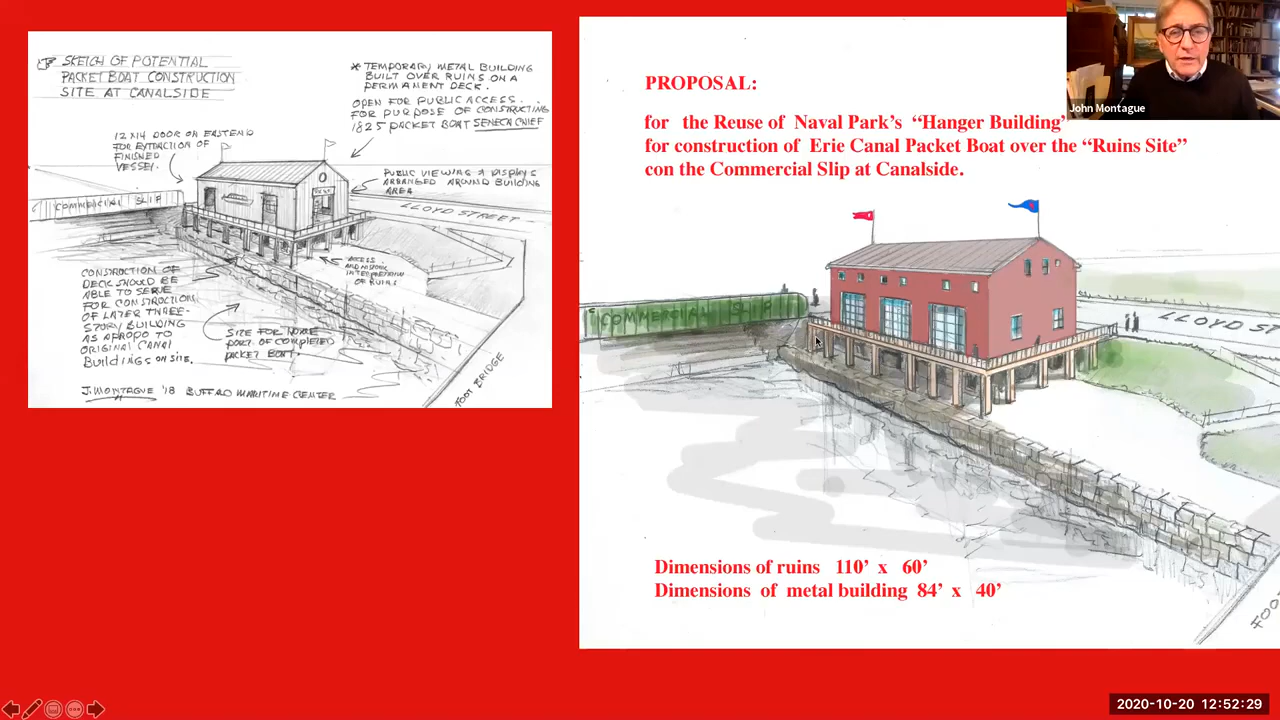 SKETCH OF POTENTIAL
PACKET BOAT CONSTRUCTION
SITE AT CANALSIDE
* TEMPORARY METAL BUILDING
BUILT OVER RUINS ON A
PERMANENT DECK.
OPEN FOR PUBLIC ACCESS.
FOR PURPOSE OF CONSTRUCTING
1825 PACKET BOAT SENECA CHIEF
12 X 14 DOOR ON EAST END
FOR EXTRACTION OF
FINISHED
VESSEL.
PUBLIC VIEWING & DISPLAYS
ARRANGED AROUND BUILDING
AREA
COMMERCIAL SLIP
LLOYD STREET
ACCESS
AND HISTORIC
INTERPRETATION
OF RUINS
CONSTRUCTION OF
DECK SHOULD BE
ABLE TO SERVE
FOR CONSTRUCTION
OF LATER THREE-
STORY BUILDING
AS APROPO TO
ORIGINAL CANAL
BUILDINGS ON SITE.
SITE FOR HOME
PORT OF COMPLETED
PACKET BOAT.
J. MONTAGUE '18 BUFFALO MARITIME CENTER
FOOT BRIDGE
PROPOSAL:
for the Reuse of Naval Park's “Hanger Building'
for construction of Erie Canal Packet Boat over the “Ruins Site”
con the Commercial Slip at Canalside.
COMMERCIAL SLIP
LLOYD ST
FOOT
Dimensions of ruins 110’ x 60’
Dimensions of metal building 84’ x 40’
John Montague
2020-10-20 12:52:29